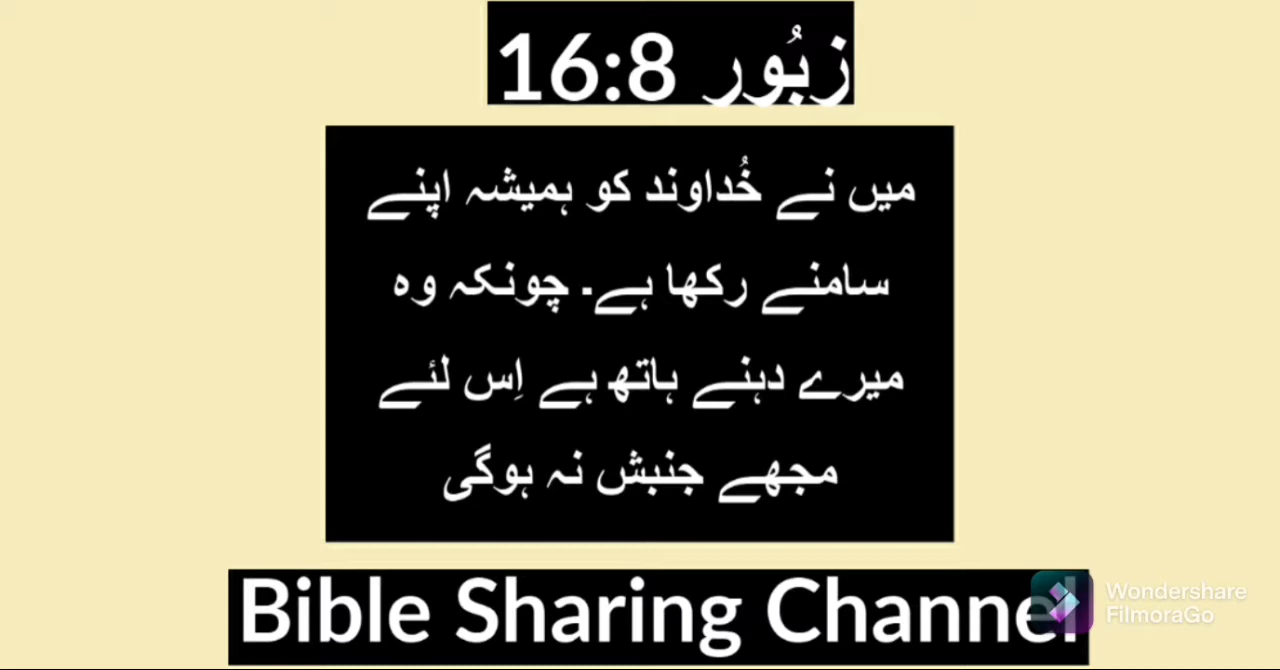 زبُور 16:8
میں نے خُداوند کو ہمیشہ اپنے
سامنے رکھا ہے۔ چونکہ وہ
میرے دہنے ہاتھ ہے اِس لئے
مجھے جنبش نہ ہوگی
Bible Sharing Channel
Wondershare
FilmoraGo